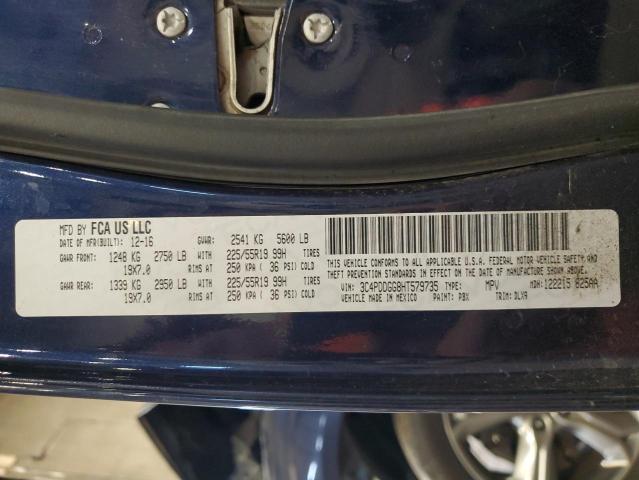 MFD BY FCA US LLC
DATE OF MFR(BUILT): 12-16 GVWR: 2541 KG 5600 LB
GAWR FRONT: 1248 KG 2750 LB WITH 225/55R19 99H TIRES
19X7.0 RIMS AT 250 KPA ( 36 PSI) COLD
GAWR REAR: 1339 KG 2950 LB WITH 225/55R19 99H TIRES
19X7.0 RIMS AT 250 KPA ( 36 PSI) COLD
THIS VEHICLE CONFORMS TO ALL APPLICABLE U.S.A. FEDERAL MOTOR VEHICLE SAFETY AND
THEFT PREVENTION STANDARDS IN EFFECT ON THE DATE OF MANUFACTURE SHOWN ABOVE.
VIN: 3C4PDDGG8HT579735 TYPE: MPV MDH: 122215 825AA
VEHICLE MADE IN MEXICO PAINT: PBX TRIM: DLX9